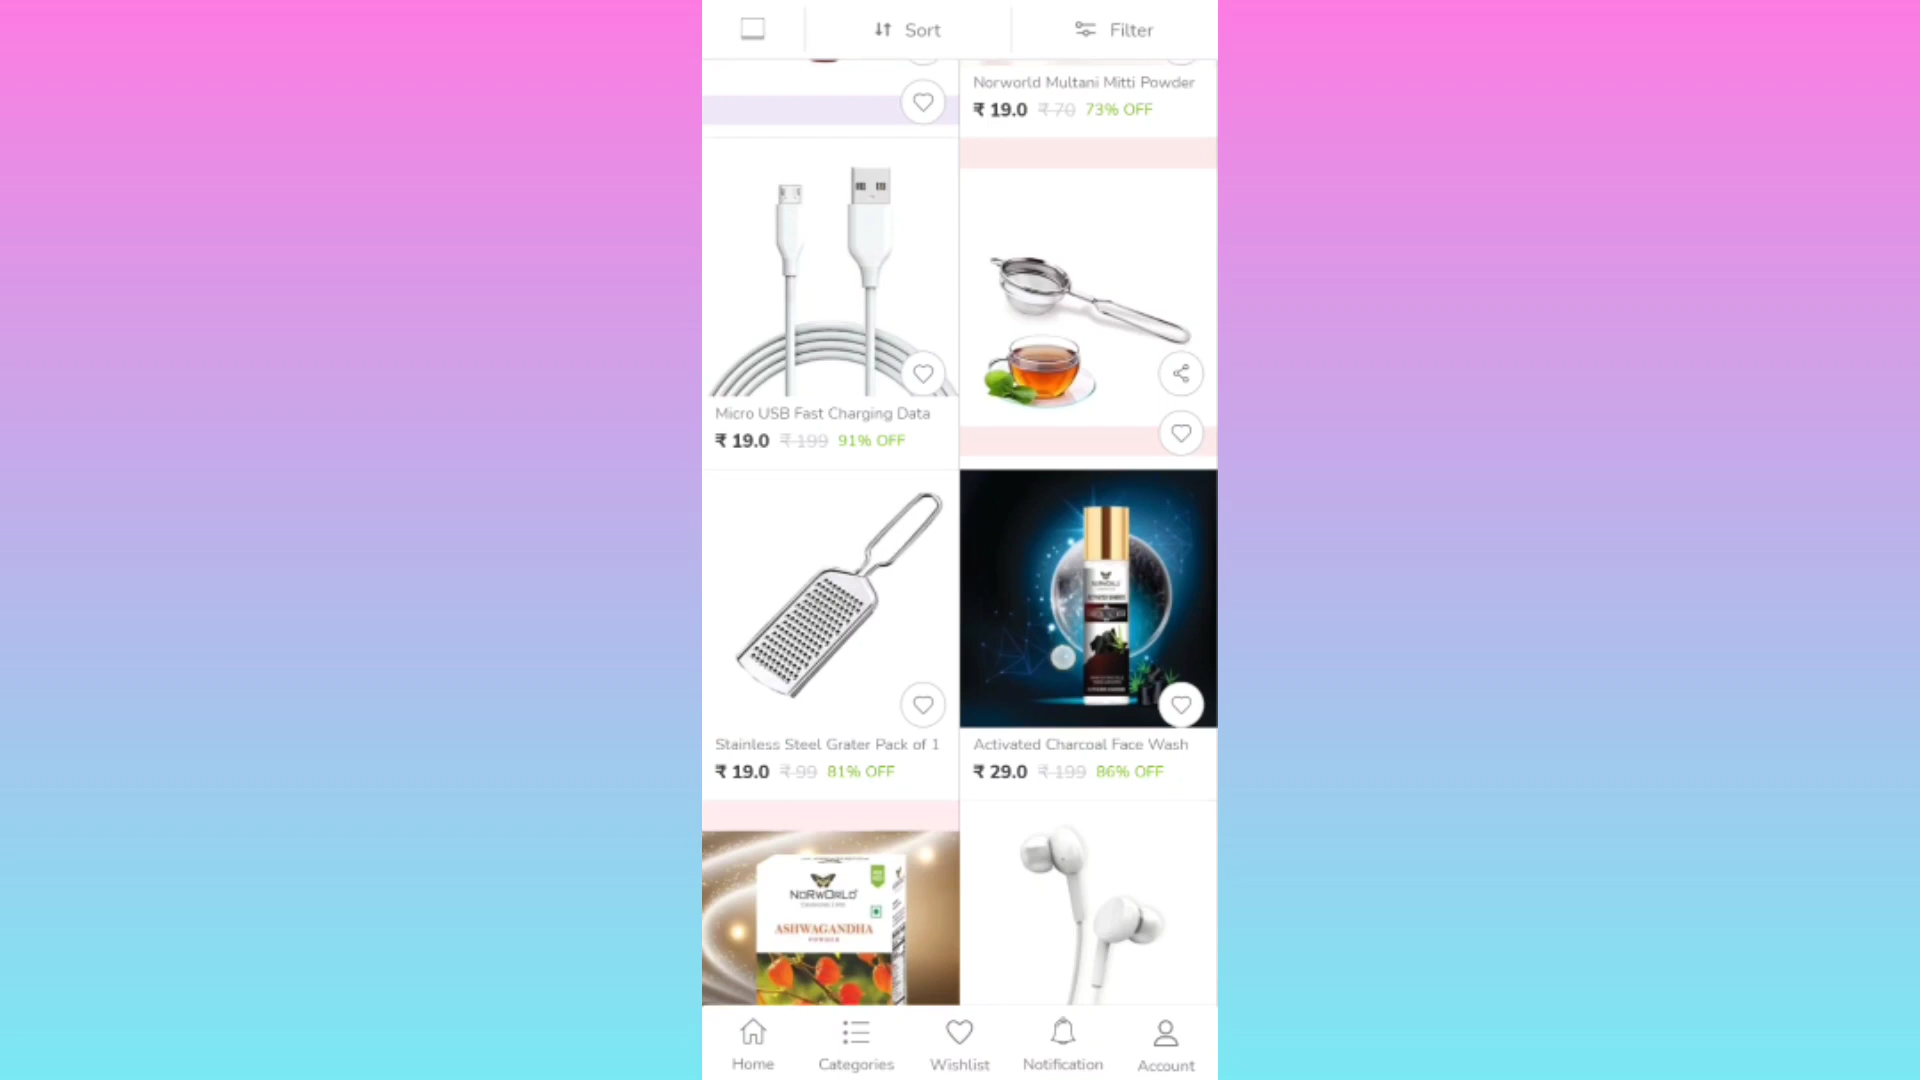 Sort
Filter
Norworld Multani Mitti Powder
₹ 19.0 ₹ 70 73% OFF
Micro USB Fast Charging Data
₹ 19.0 ₹ 199 91% OFF
Stainless Steel Grater Pack of 1
₹ 19.0 ₹ 99 81% OFF
Activated Charcoal Face Wash
₹ 29.0 ₹ 199 86% OFF
NORWORLD
ASHWAGANDHA
POWDER
Home
Categories
Wishlist
Notification
Account